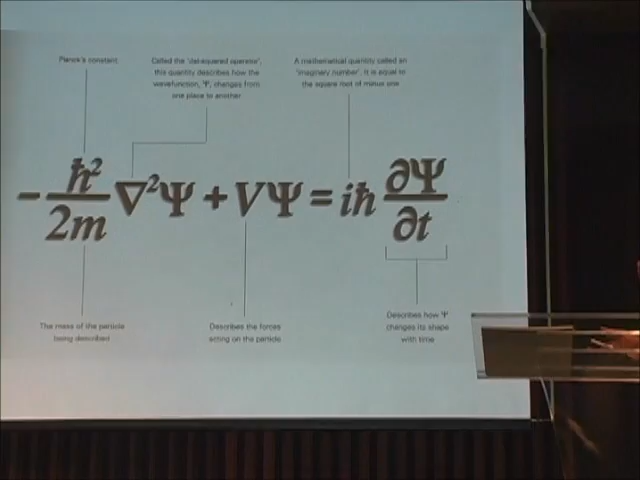 Planck's constant
Called the 'del-squared operator',
this quantity describes how the
wavefunction, Ψ, changes from
one place to another
A mathematical quantity called an
'imaginary number'. It is equal to
the square root of minus one
-ħ²/2m ∇²Ψ + VΨ = iħ ∂Ψ/∂t
The mass of the particle
being described
Describes the forces
acting on the particle
Describes how Ψ
changes its shape
with time